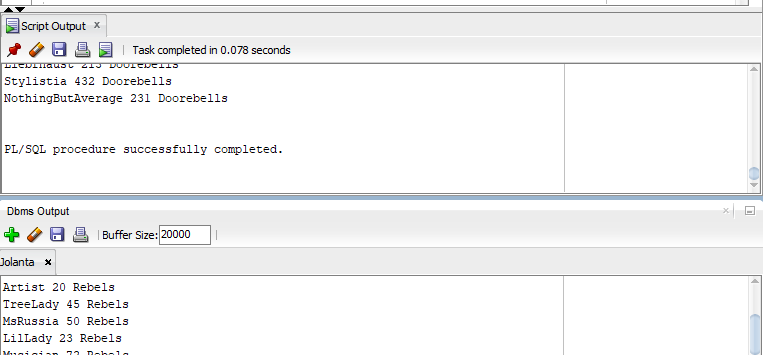 Script Output x
Task completed in 0.078 seconds
213 Doorebells
Stylistia 432 Doorebells
NothingButAverage 231 Doorebells
PL/SQL procedure successfully completed.
Dbms Output
Buffer Size: 20000
Jolanta x
Artist 20 Rebels
TreeLady 45 Rebels
MsRussia 50 Rebels
LilLady 23 Rebels
Musician 72 Rebels